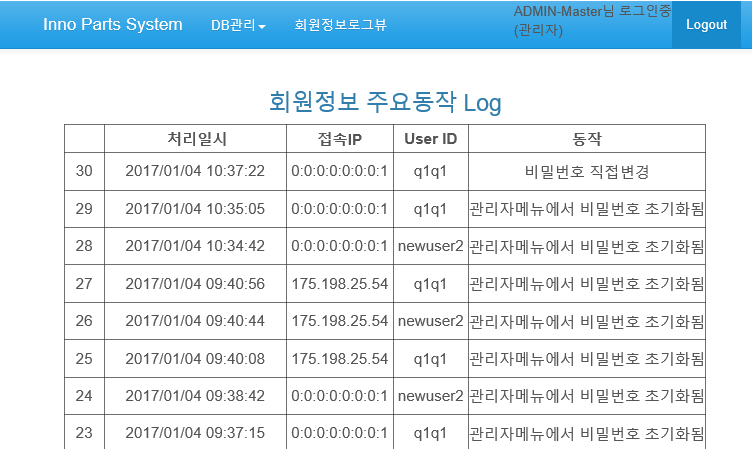 Inno Parts System DB관리 회원정보로그뷰 ADMIN-Master님 로그인중 Logout
(관리자)
회원정보 주요동작 Log
처리일시 접속IP User ID 동작
30 2017/01/04 10:37:22 0:0:0:0:0:0:0:1 q1q1 비밀번호 직접변경
29 2017/01/04 10:35:05 0:0:0:0:0:0:0:1 q1q1 관리자메뉴에서 비밀번호 초기화됨
28 2017/01/04 10:34:42 0:0:0:0:0:0:0:1 newuser2 관리자메뉴에서 비밀번호 초기화됨
27 2017/01/04 09:40:56 175.198.25.54 q1q1 관리자메뉴에서 비밀번호 초기화됨
26 2017/01/04 09:40:44 175.198.25.54 newuser2 관리자메뉴에서 비밀번호 초기화됨
25 2017/01/04 09:40:08 175.198.25.54 q1q1 관리자메뉴에서 비밀번호 초기화됨
24 2017/01/04 09:38:42 0:0:0:0:0:0:0:1 newuser2 관리자메뉴에서 비밀번호 초기화됨
23 2017/01/04 09:37:15 0:0:0:0:0:0:0:1 q1q1 관리자메뉴에서 비밀번호 초기화됨